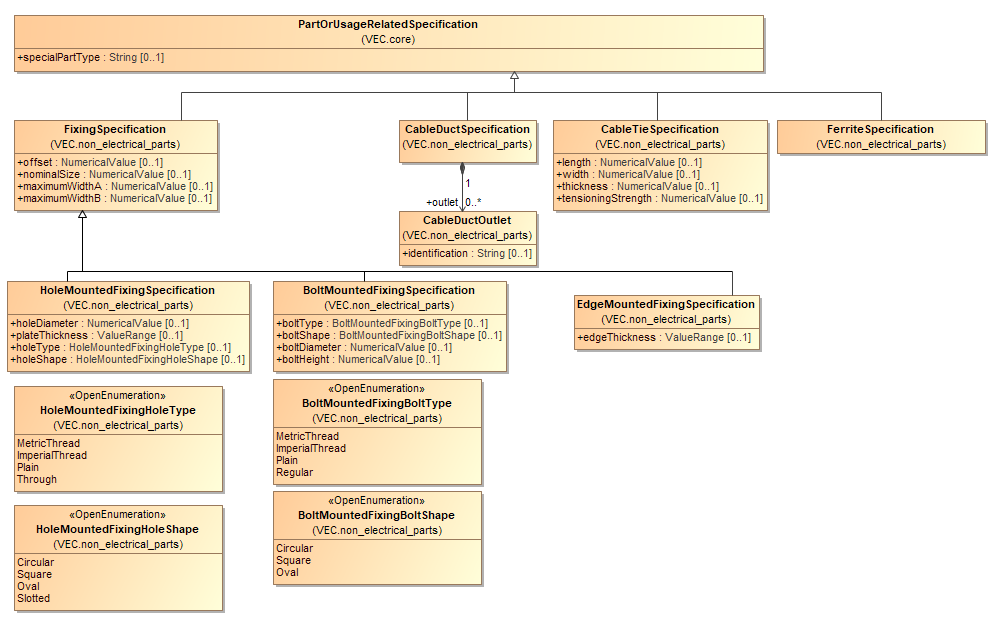 PartOrUsageRelatedSpecification
(VEC.core)
+specialPartType : String [0..1]
FixingSpecification
(VEC.non_electrical_parts)
+offset : NumericalValue [0..1]
+nominalSize : NumericalValue [0..1]
+maximumWidthA : NumericalValue [0..1]
+maximumWidthB : NumericalValue [0..1]
CableDuctSpecification
(VEC.non_electrical_parts)
1
+outlet 0..*
CableDuctOutlet
(VEC.non_electrical_parts)
+identification : String [0..1]
CableTieSpecification
(VEC.non_electrical_parts)
+length : NumericalValue [0..1]
+width : NumericalValue [0..1]
+thickness : NumericalValue [0..1]
+tensioningStrength : NumericalValue [0..1]
FerriteSpecification
(VEC.non_electrical_parts)
HoleMountedFixingSpecification
(VEC.non_electrical_parts)
+holeDiameter : NumericalValue [0..1]
+plateThickness : ValueRange [0..1]
+holeType : HoleMountedFixingHoleType [0..1]
+holeShape : HoleMountedFixingHoleShape [0..1]
BoltMountedFixingSpecification
(VEC.non_electrical_parts)
+boltType : BoltMountedFixingBoltType [0..1]
+boltShape : BoltMountedFixingBoltShape [0..1]
+boltDiameter : NumericalValue [0..1]
+boltHeight : NumericalValue [0..1]
EdgeMountedFixingSpecification
(VEC.non_electrical_parts)
+edgeThickness : ValueRange [0..1]
«OpenEnumeration»
HoleMountedFixingHoleType
(VEC.non_electrical_parts)
MetricThread
ImperialThread
Plain
Through
«OpenEnumeration»
BoltMountedFixingBoltType
(VEC.non_electrical_parts)
MetricThread
ImperialThread
Plain
Regular
«OpenEnumeration»
HoleMountedFixingHoleShape
(VEC.non_electrical_parts)
Circular
Square
Oval
Slotted
«OpenEnumeration»
BoltMountedFixingBoltShape
(VEC.non_electrical_parts)
Circular
Square
Oval